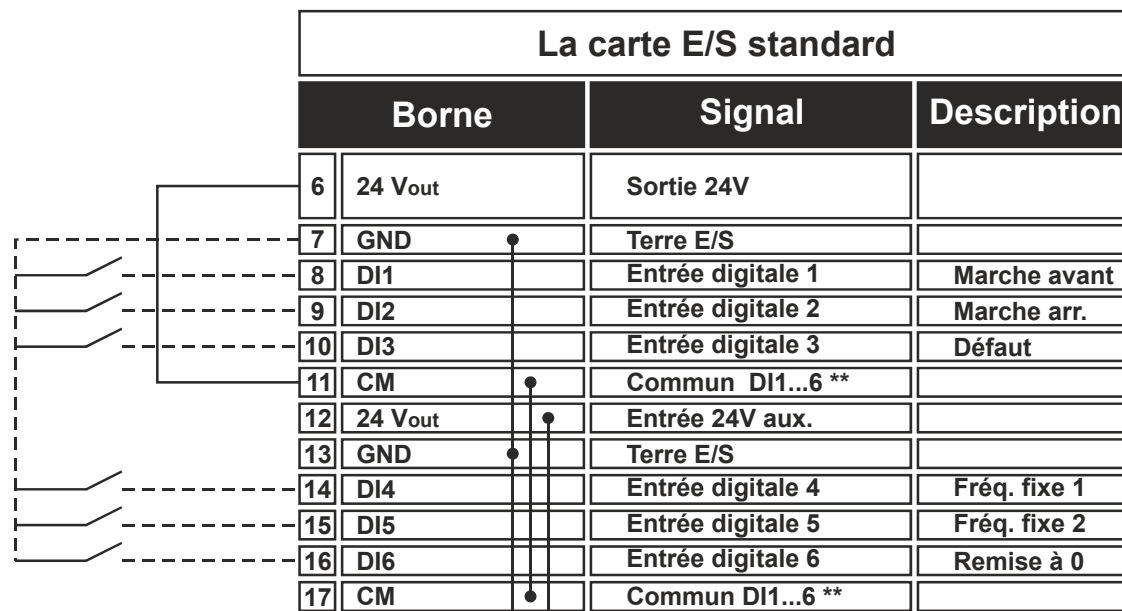 La carte E/S standard
Borne Signal Description
6 24 Vout Sortie 24V
7 GND Terre E/S
8 DI1 Entrée digitale 1 Marche avant
9 DI2 Entrée digitale 2 Marche arr.
10 DI3 Entrée digitale 3 Défaut
11 CM Commun DI1...6 **
12 24 Vout Entrée 24V aux.
13 GND Terre E/S
14 DI4 Entrée digitale 4 Fréq. fixe 1
15 DI5 Entrée digitale 5 Fréq. fixe 2
16 DI6 Entrée digitale 6 Remise à 0
17 CM Commun DI1...6 **